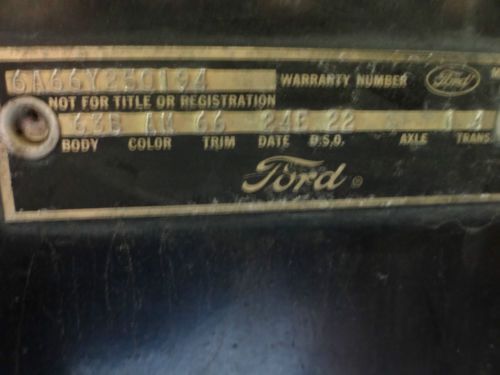 6A66Y250194 WARRANTY NUMBER Ford
NOT FOR TITLE OR REGISTRATION
63B 66 24E 22
BODY COLOR TRIM DATE D.S.O. AXLE TRANS.
Ford ®